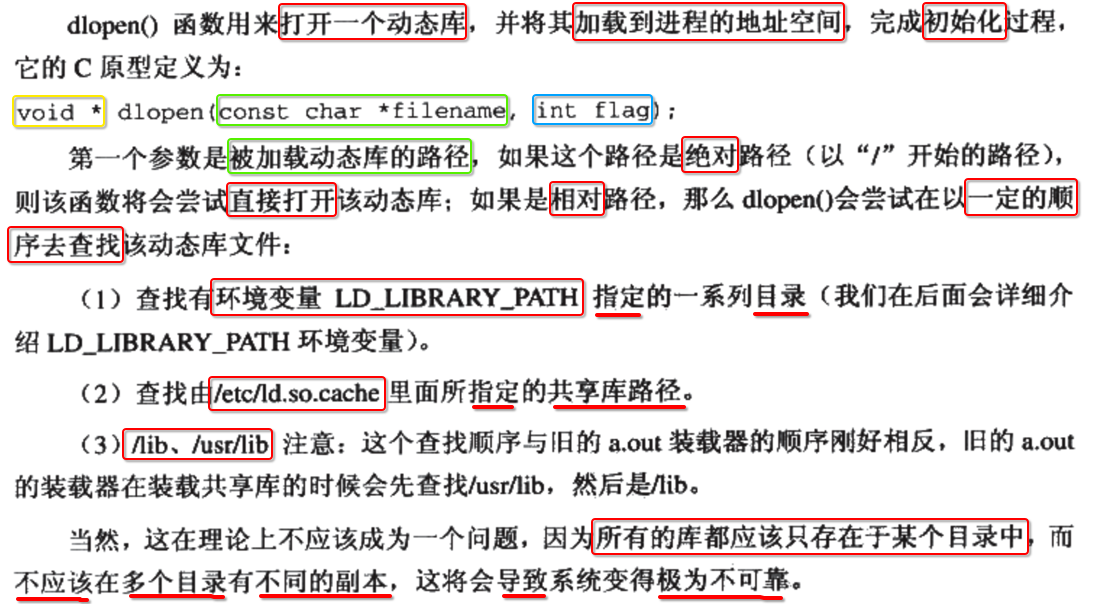 dlopen() 函数用来打开一个动态库，并将其加载到进程的地址空间，完成初始化过程，
它的 C 原型定义为：
void * dlopen(const char *filename, int flag);
第一个参数是被加载动态库的路径，如果这个路径是绝对路径（以“/”开始的路径），
则该函数将会尝试直接打开该动态库；如果是相对路径，那么 dlopen()会尝试在以一定的顺
序去查找该动态库文件：
（1）查找有环境变量 LD_LIBRARY_PATH 指定的一系列目录（我们在后面会详细介
绍 LD_LIBRARY_PATH 环境变量）。
（2）查找由/etc/ld.so.cache 里面所指定的共享库路径。
（3）/lib、/usr/lib 注意：这个查找顺序与旧的 a.out 装载器的顺序刚好相反，旧的 a.out
的装载器在装载共享库的时候会先查找/usr/lib，然后是/lib。
当然，这在理论上不应该成为一个问题，因为所有的库都应该只存在于某个目录中，而
不应该在多个目录有不同的副本，这将会导致系统变得极为不可靠。